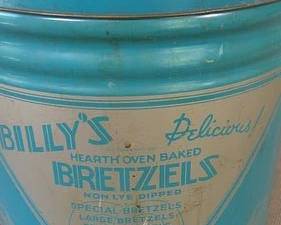 BILLY'S Delicious!
HEARTH OVEN BAKED
BRETZELS
NON LYE DIPPED
SPECIAL BRETZELS
LARGE BRETZELS